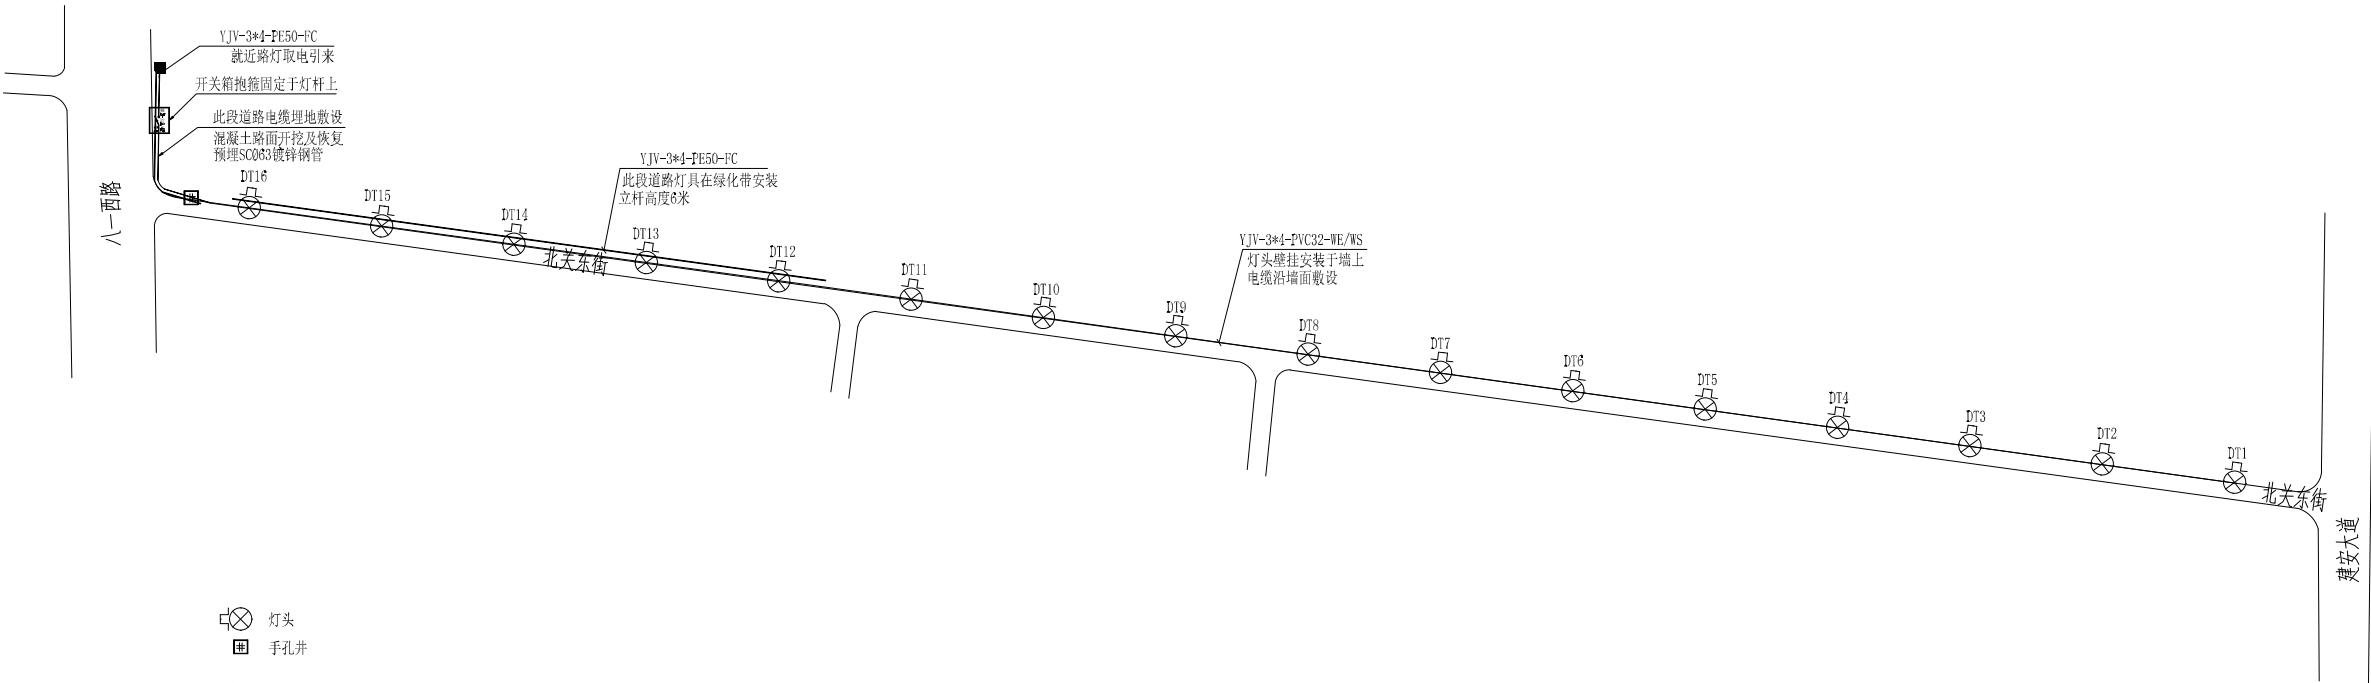 YJV-3*4-PE50-FC
就近路灯取电引来
开关箱抱箍固定于灯杆上
此段道路电缆埋地敷设
混凝土路面开挖及恢复
预埋SC063镀锌钢管
八一西路
DT16
DT15
DT14
DT13
DT12
DT11
DT10
DT9
DT8
DT7
DT6
DT5
DT4
DT3
DT2
DT1
YJV-3*4-PE50-FC
此段道路灯具在绿化带安装
立杆高度6米
北关东街
YJV-3*4-PVC32-WE/WS
灯头壁挂安装于墙上
电缆沿墙面敷设
北关东街
建安大道
灯头
手孔井